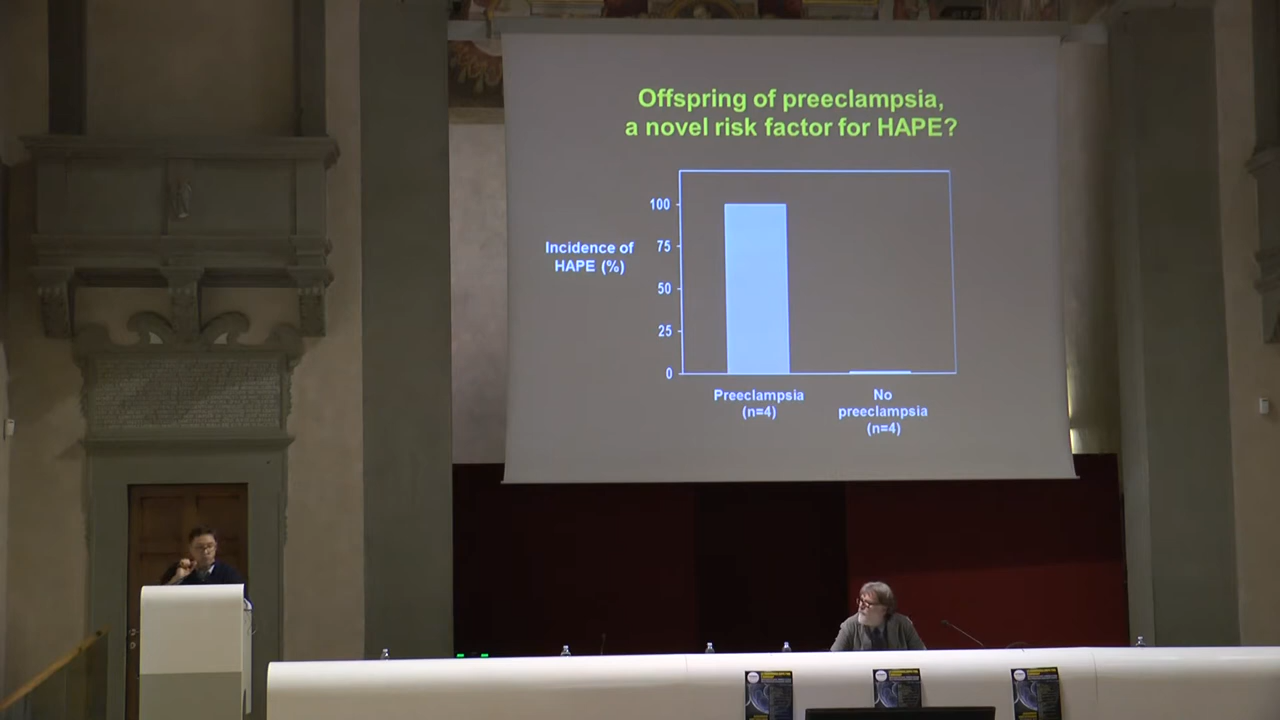 Offspring of preeclampsia,
a novel risk factor for HAPE?
Incidence of
HAPE (%)
100
75
50
25
0
Preeclampsia
(n=4)
No
preeclampsia
(n=4)